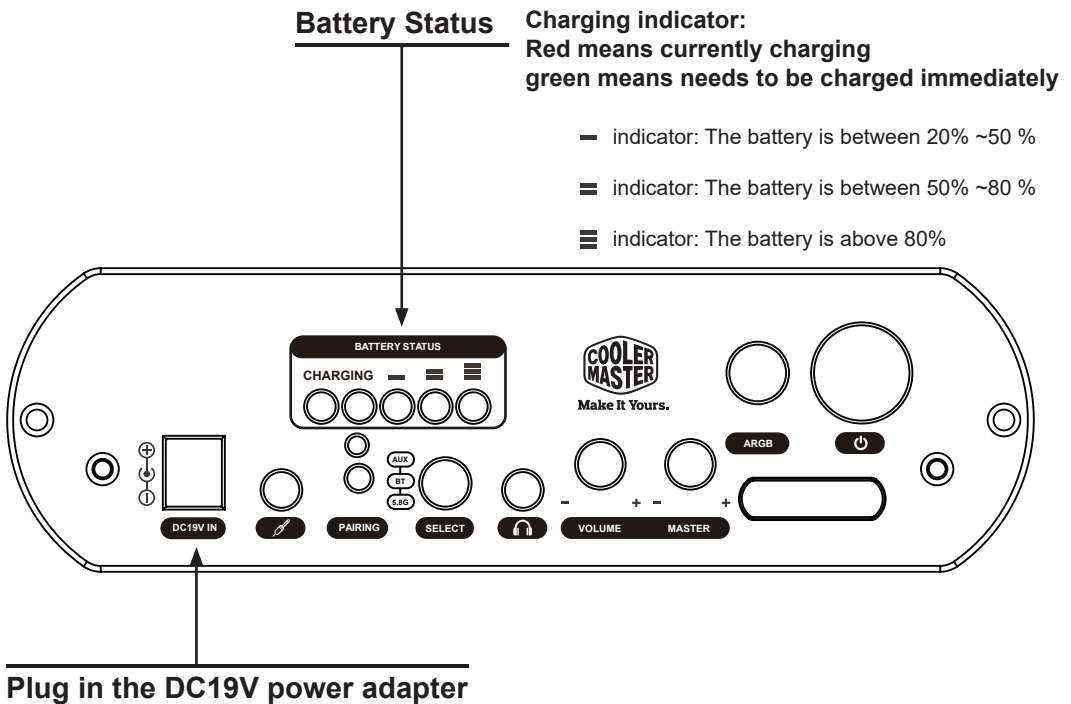 Battery Status
Charging indicator:
Red means currently charging
green means needs to be charged immediately
indicator: The battery is between 20% ~50 %
indicator: The battery is between 50% ~80 %
indicator: The battery is above 80%
BATTERY STATUS
CHARGING
COOLER
MASTER
Make It Yours.
ARGB
AUX
BT
5.8G
- + - +
DC19V IN
PAIRING
SELECT
VOLUME
MASTER
Plug in the DC19V power adapter